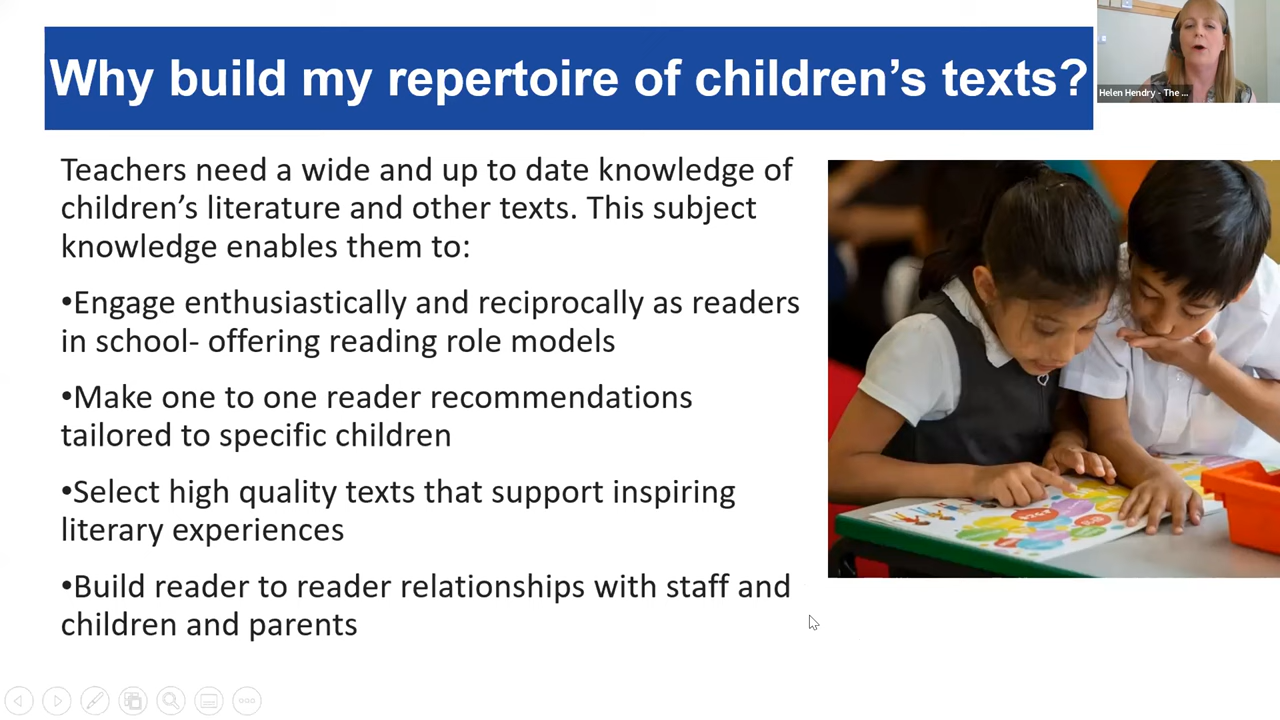 Why build my repertoire of children's texts?
Helen Hendry - The ...
Teachers need a wide and up to date knowledge of
children's literature and other texts. This subject
knowledge enables them to:
•Engage enthusiastically and reciprocally as readers
in school- offering reading role models
•Make one to one reader recommendations
tailored to specific children
•Select high quality texts that support inspiring
literary experiences
•Build reader to reader relationships with staff and
children and parents